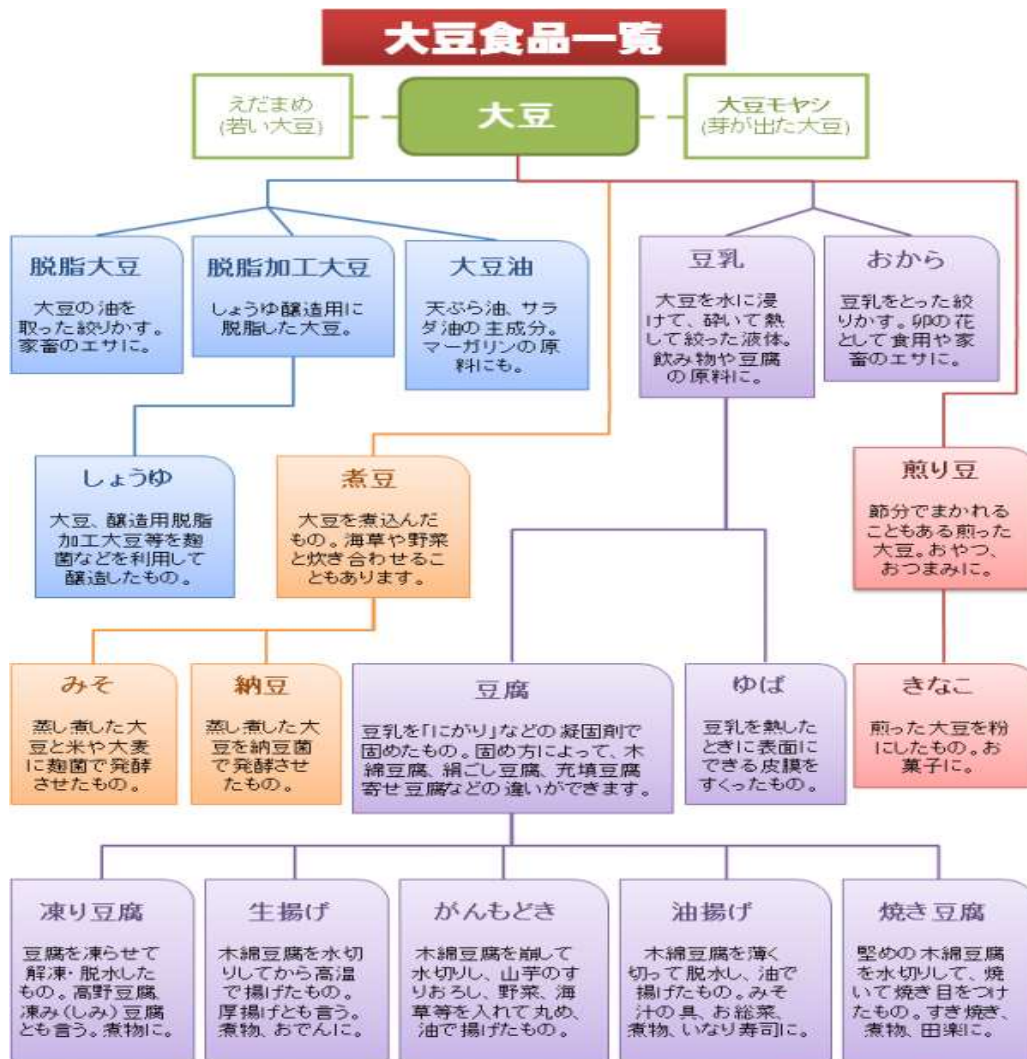 大豆食品一覧
えだまめ
(若い大豆)
大豆
大豆モヤシ
(芽が出た大豆)
脱脂大豆
大豆の油を
取った絞りかす。
家畜のエサに。
脱脂加工大豆
しょうゆ醸造用に
脱脂した大豆。
大豆油
天ぷら油、サラ
ダ油の主成分。
マーガリンの原
料にも。
豆乳
大豆を水に浸
けて、砕いて熱
して絞った液体。
飲み物や豆腐
の原料に。
おから
豆乳をとった絞
りかす。卯の花
として食用や家
畜のエサに。
しょうゆ
大豆、醸造用脱脂
加工大豆等を麹
菌などを利用して
醸造したもの。
煮豆
大豆を煮込んだ
もの。海草や野菜
と炊き合わせるこ
ともあります。
煎り豆
節分でまかれる
こともある煎った
大豆。おやつ、
おつまみに。
みそ
蒸し煮した大
豆と米や大麦
に麹菌で発酵
させたもの。
納豆
蒸し煮した大
豆を納豆菌
で発酵させ
たもの。
豆腐
豆乳を「にがり」などの凝固剤で
固めたもの。固め方によって、木
綿豆腐、絹ごし豆腐、充填豆腐
寄せ豆腐などの違いができます。
ゆば
豆乳を熱した
ときに表面に
できる皮膜を
すくったもの。
きなこ
煎った大豆を粉
にしたもの。お
菓子に。
凍り豆腐
豆腐を凍らせて
解凍・脱水した
もの。高野豆腐、
凍み(しみ)豆腐
とも言う。煮物に。
生揚げ
木綿豆腐を水切
りしてから高温
で揚げたもの。
厚揚げとも言う。
煮物、おでんに。
がんもどき
木綿豆腐を崩して
水切りし、山芋のす
りおろし、野菜、海
草等を入れて丸め、
油で揚げたもの。
油揚げ
木綿豆腐を薄く
切って脱水し、油で
揚げたもの。みそ
汁の具、お総菜、
煮物、いなり寿司に。
焼き豆腐
堅めの木綿豆腐
を水切りして、焼
いて焼き目をつけ
たもの。すき焼き、
煮物、田楽に。